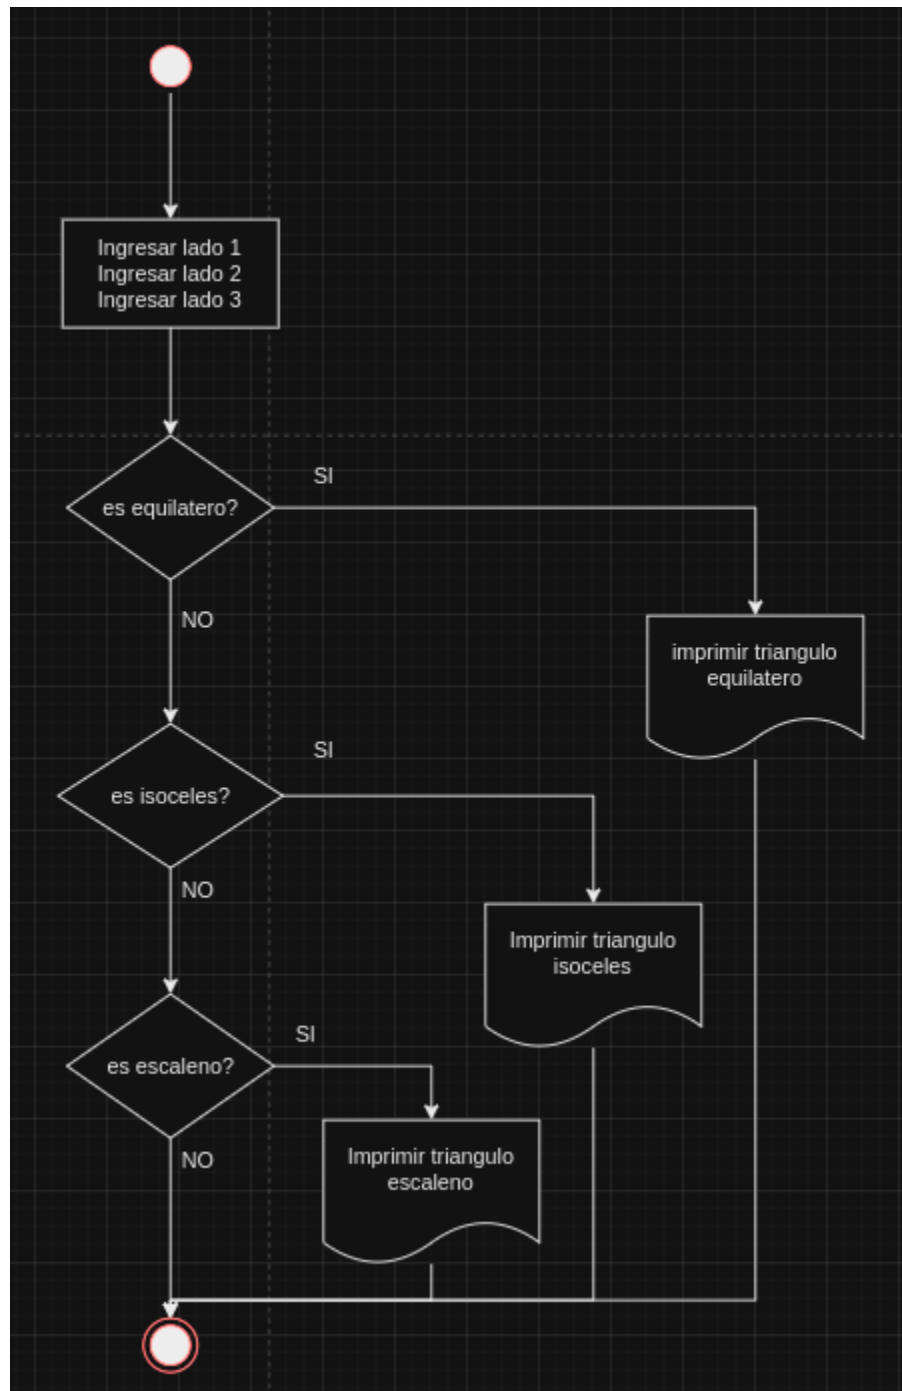 Ingresar lado 1
Ingresar lado 2
Ingresar lado 3
es equilatero?
SI
NO
imprimir triangulo
equilatero
es isoceles?
SI
NO
Imprimir triangulo
isoceles
es escaleno?
SI
NO
Imprimir triangulo
escaleno